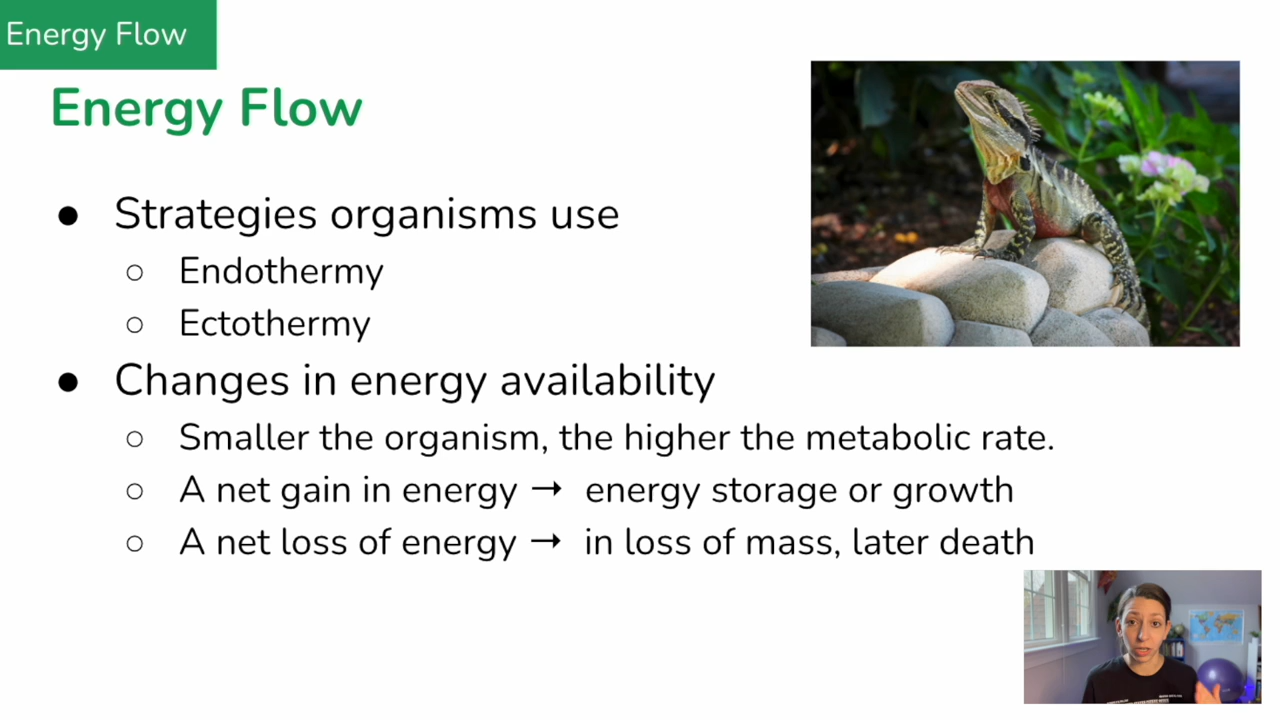 Energy Flow
Energy Flow
● Strategies organisms use
○ Endothermy
○ Ectothermy
● Changes in energy availability
○ Smaller the organism, the higher the metabolic rate.
○ A net gain in energy → energy storage or growth
○ A net loss of energy → in loss of mass, later death